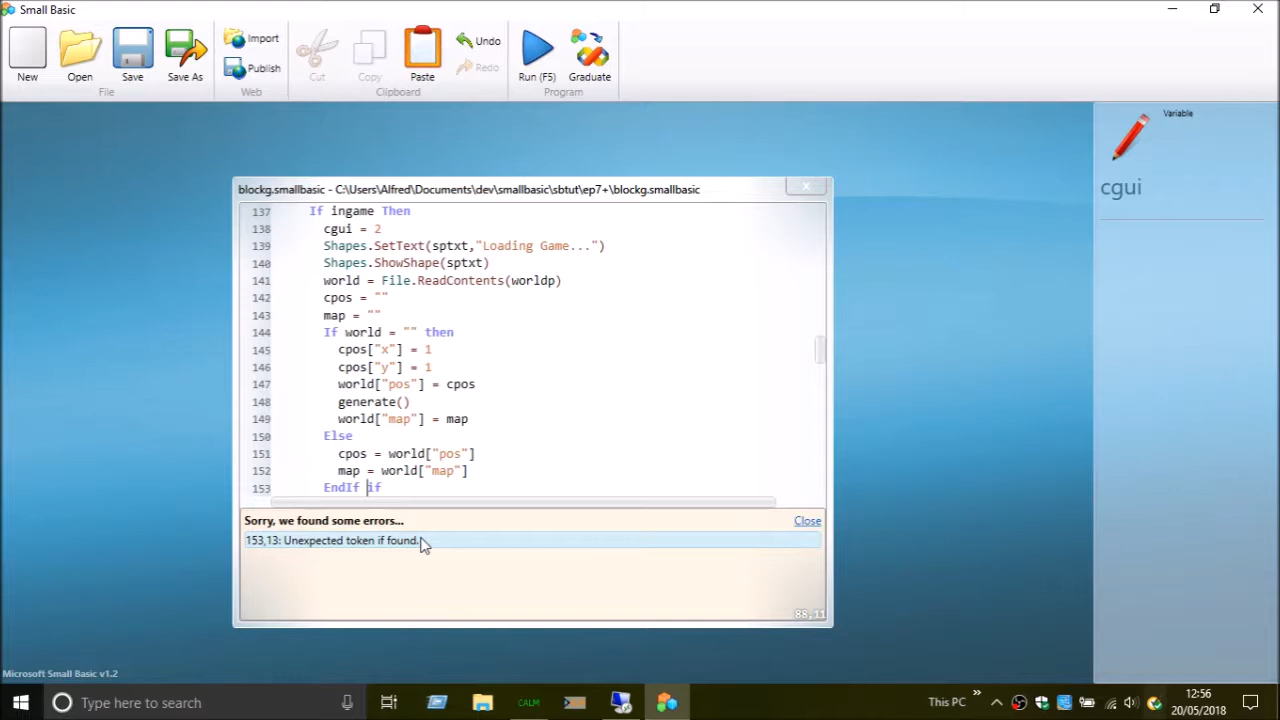 Small Basic
New
Open
Save
Save As
Import
Publish
Cut
Copy
Paste
Undo
Redo
Run (F5)
Graduate
File
Web
Clipboard
Program
Variable
cgui
blockg.smallbasic - C:\Users\Alfred\Documents\dev\smallbasic\sbtut\ep7+\blockg.smallbasic
x
137 If ingame Then
138 cgui = 2
139 Shapes.SetText(sptxt,"Loading Game...")
140 Shapes.ShowShape(sptxt)
141 world = File.ReadContents(worldp)
142 cpos = ""
143 map = ""
144 If world = "" then
145 cpos["x"] = 1
146 cpos["y"] = 1
147 world["pos"] = cpos
148 generate()
149 world["map"] = map
150 Else
151 cpos = world["pos"]
152 map = world["map"]
153 EndIf if
Sorry, we found some errors... Close
153,13: Unexpected token if found.
88,11
Microsoft Small Basic v1.2
Type here to search
CALM
This PC
12:56
20/05/2018